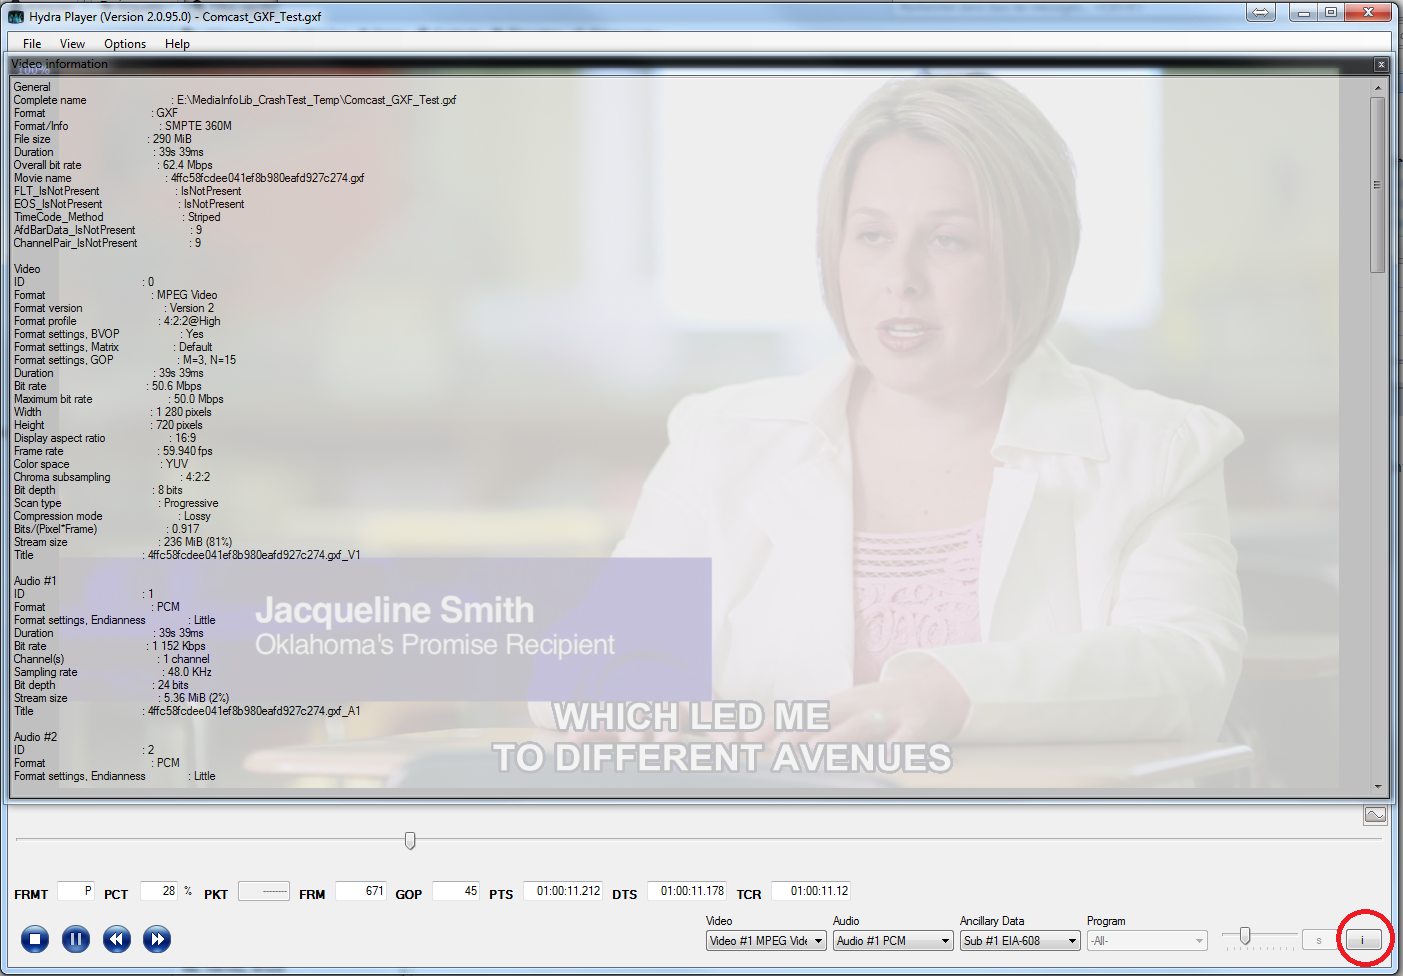 Hydra Player (Version 2.0.95.0) - Comcast_GXF_Test.gxf
File View Options Help
Video information
100%
General
Complete name : E:\MediaInfoLib_CrashTest_Temp\Comcast_GXF_Test.gxf
Format : GXF
Format/Info : SMPTE 360M
File size : 290 MiB
Duration : 39s 39ms
Overall bit rate : 62.4 Mbps
Movie name : 4ffc58fcdee041ef8b980eafd927c274.gxf
FLT_IsNotPresent : IsNotPresent
EOS_IsNotPresent : IsNotPresent
TimeCode_Method : Striped
AfdBarData_IsNotPresent : 9
ChannelPair_IsNotPresent : 9
Video
ID : 0
Format : MPEG Video
Format version : Version 2
Format profile : 4:2:2@High
Format settings, BVOP : Yes
Format settings, Matrix : Default
Format settings, GOP : M=3, N=15
Duration : 39s 39ms
Bit rate : 50.6 Mbps
Maximum bit rate : 50.0 Mbps
Width : 1 280 pixels
Height : 720 pixels
Display aspect ratio : 16:9
Frame rate : 59.940 fps
Color space : YUV
Chroma subsampling : 4:2:2
Bit depth : 8 bits
Scan type : Progressive
Compression mode : Lossy
Bits/(Pixel*Frame) : 0.917
Stream size : 236 MiB (81%)
Title : 4ffc58fcdee041ef8b980eafd927c274.gxf_V1
Audio #1
ID : 1
Format : PCM
Format settings, Endianness : Little
Duration : 39s 39ms
Bit rate : 1 152 Kbps
Channel(s) : 1 channel
Sampling rate : 48.0 KHz
Bit depth : 24 bits
Stream size : 5.36 MiB (2%)
Title : 4ffc58fcdee041ef8b980eafd927c274.gxf_A1
Audio #2
ID : 2
Format : PCM
Format settings, Endianness : Little
Jacqueline Smith
Oklahoma's Promise Recipient
WHICH LED ME
TO DIFFERENT AVENUES
FRMT P PCT 28 % PKT -------- FRM 671 GOP 45 PTS 01:00:11.212 DTS 01:00:11.178 TCR 01:00:11.12
Video Audio Ancillary Data Program
Video #1 MPEG Vide Audio #1 PCM Sub #1 EIA-608 -All- s i